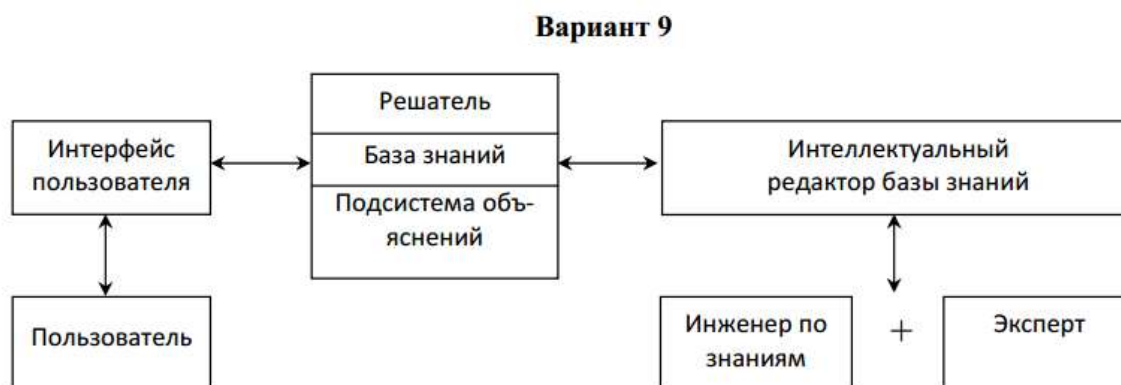 Вариант 9
Решатель
База знаний
Подсистема объ-
яснений
Интерфейс
пользователя
Интеллектуальный
редактор базы знаний
Пользователь
Инженер по
знаниям
+
Эксперт